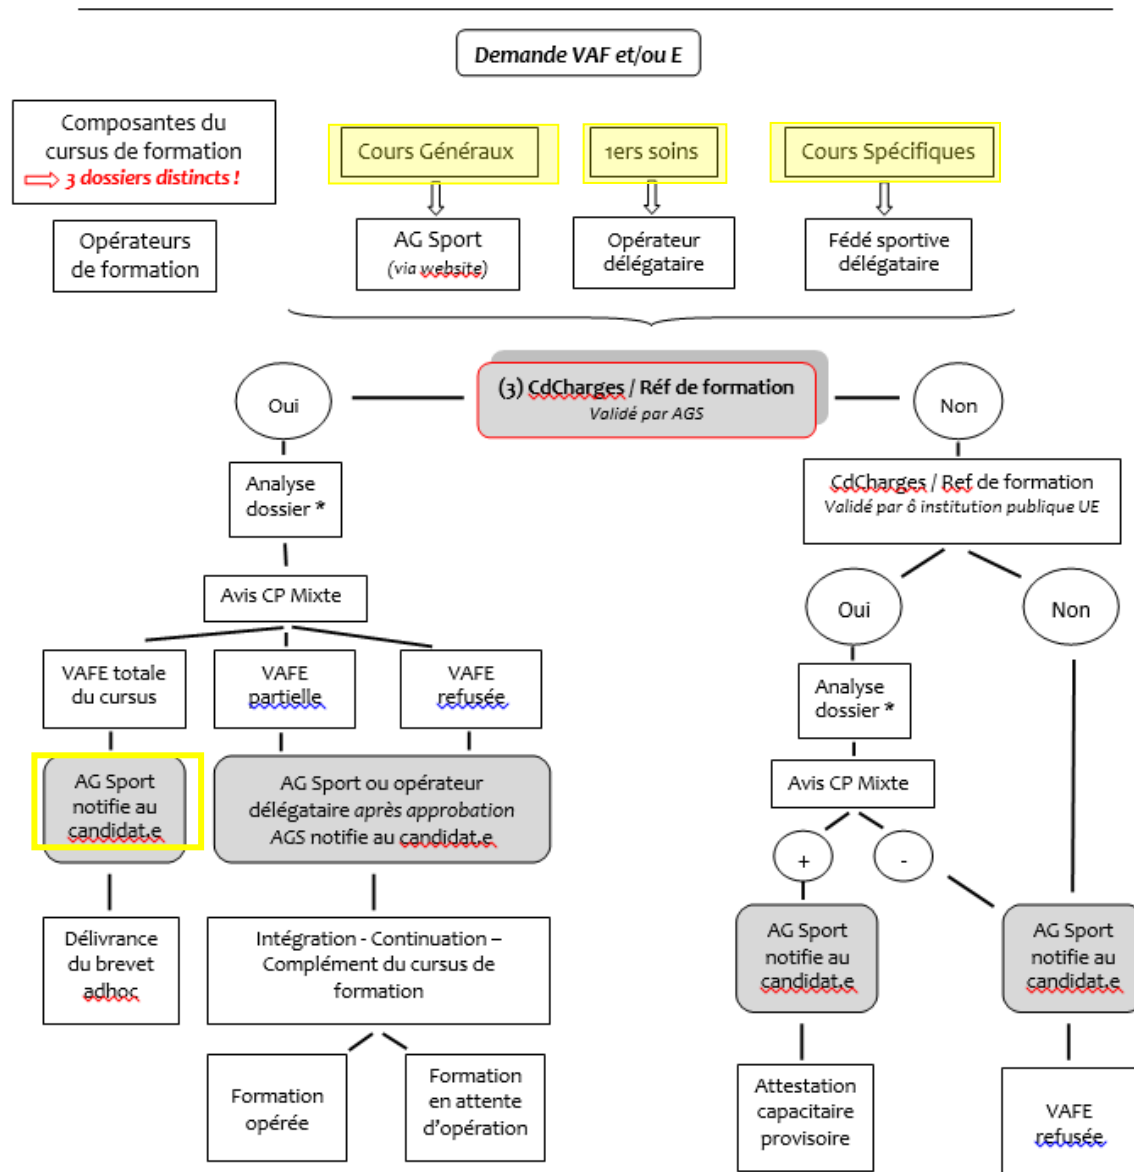 Demande VAF et/ou E
Composantes du
cursus de formation
3 dossiers distincts !
Cours Généraux
1ers soins
Cours Spécifiques
Opérateurs
de formation
AG Sport
(via website)
Opérateur
délégataire
Fédé sportive
délégataire
Oui
(3) CdCharges / Réf de formation
Validé par AGS
Non
Analyse
dossier *
CdCharges / Ref de formation
Validé par ô institution publique UE
Avis CP Mixte
Oui
Non
VAFE totale
du cursus
VAFE
partielle
VAFE
refusée
Analyse
dossier *
AG Sport
notifie au
candidat.e
AG Sport ou opérateur
délégataire après approbation
AGS notifie au candidat.e
Avis CP Mixte
+
-
Délivrance
du brevet
adhoc
Intégration - Continuation –
Complément du cursus de
formation
AG Sport
notifie au
candidat.e
AG Sport
notifie au
candidat.e
Formation
opérée
Formation
en attente
d'opération
Attestation
capacitaire
provisoire
VAFE
refusée